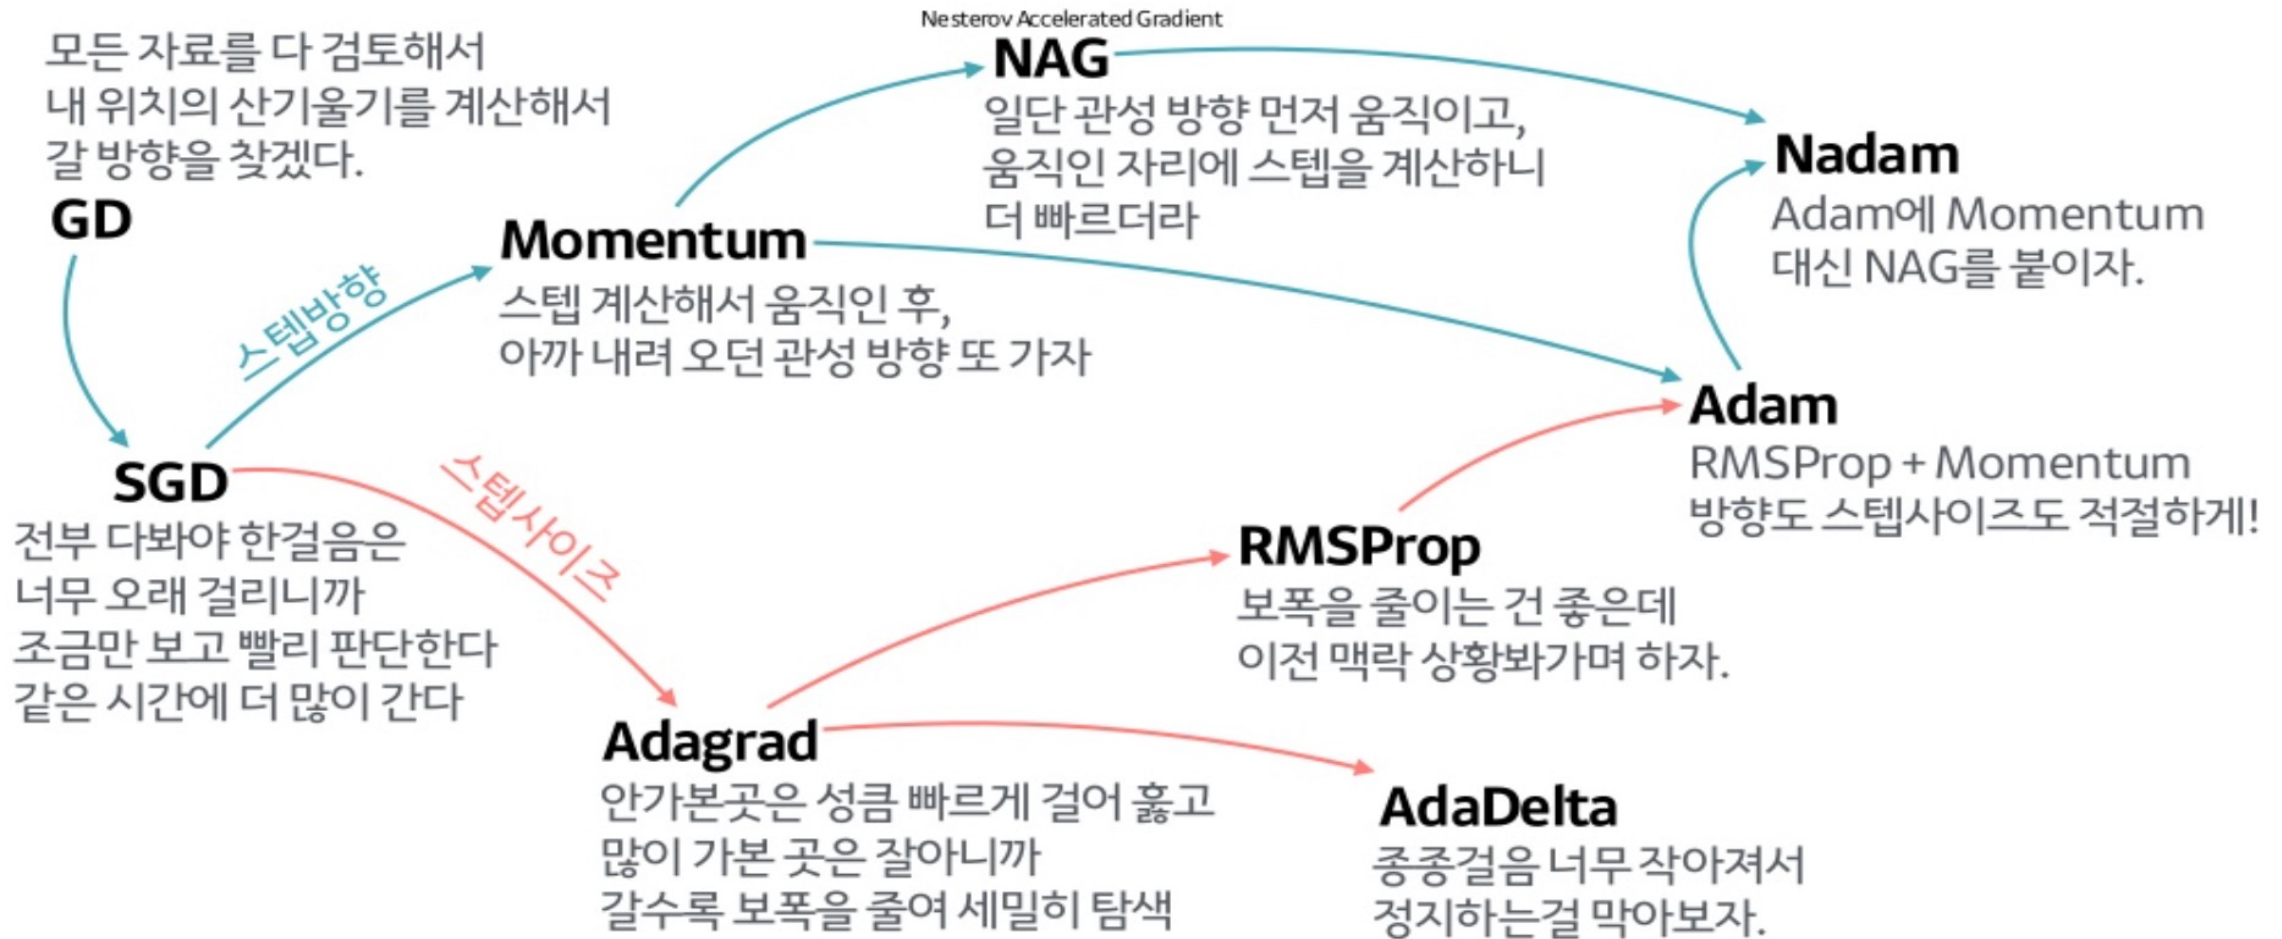 모든 자료를 다 검토해서
내 위치의 산기울기를 계산해서
갈 방향을 찾겠다.
GD
스텝방향
SGD
전부 다봐야 한걸음은
너무 오래 걸리니까
조금만 보고 빨리 판단한다
같은 시간에 더 많이 간다
Momentum
스텝 계산해서 움직인 후,
아까 내려 오던 관성 방향 또 가자
Nesterov Accelerated Gradient
NAG
일단 관성 방향 먼저 움직이고,
움직인 자리에 스텝을 계산하니
더 빠르더라
Nadam
Adam에 Momentum
대신 NAG를 붙이자.
Adam
RMSProp + Momentum
방향도 스텝사이즈도 적절하게!
스텝사이즈
RMSProp
보폭을 줄이는 건 좋은데
이전 맥락 상황봐가며 하자.
Adagrad
안가본곳은 성큼 빠르게 걸어 훓고
많이 가본 곳은 잘아니까
갈수록 보폭을 줄여 세밀히 탐색
AdaDelta
종종걸음 너무 작아져서
정지하는걸 막아보자.